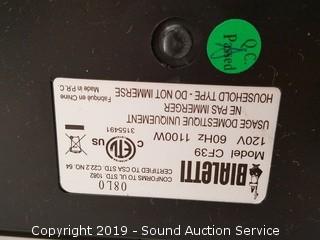 BIALETTI
Model CF39
120V 60HZ 1100W
USAGE DOMESTIQUE UNIQUEMENT
NE PAS IMMERGER
HOUSEHOLD TYPE - DO NOT IMMERSE
C ETL US
3155491
Fabriqué en Chine
Made in P.R.C
CONFORMS TO UL STD. 1082
CERTIFIED TO CSA STD. C22.2 NO. 64
08L0
Q.C.
Passed
Copyright 2019 - Sound Auction Service